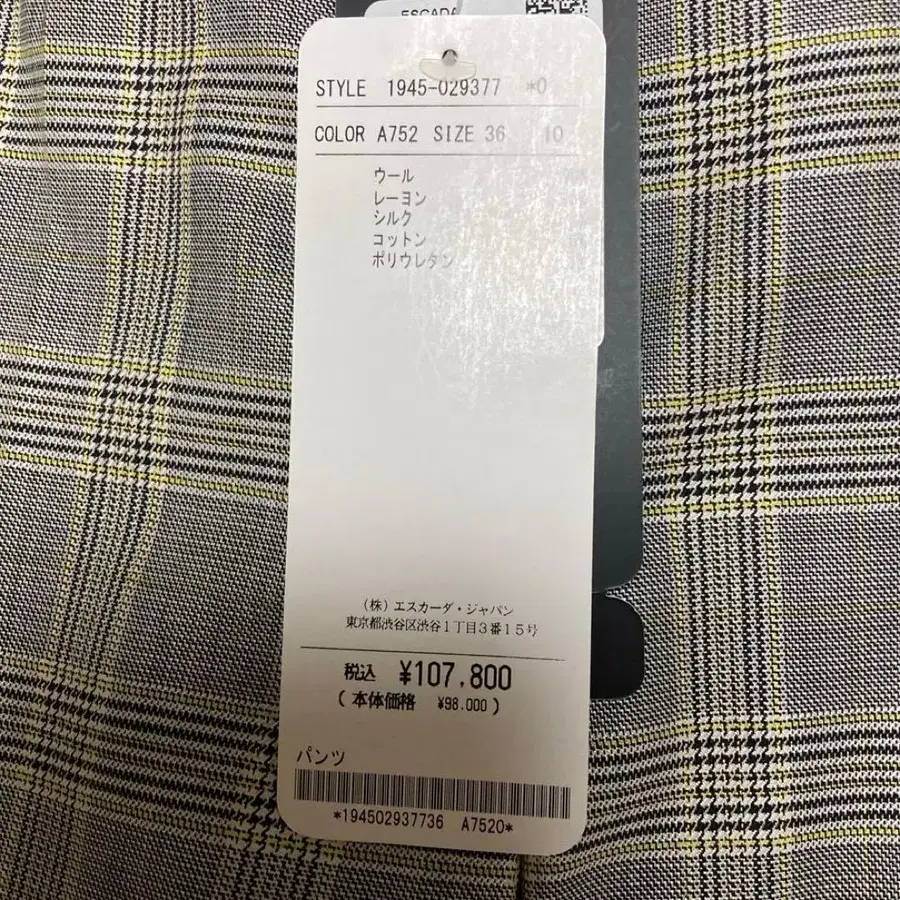 ESCADA
STYLE 1945-029377 *0
COLOR A752 SIZE 36 10
ウール
レーヨン
シルク
コットン
ポリウレタン
（株）エスカーダ・ジャパン
東京都渋谷区渋谷１丁目３番１５号
税込 ¥107,800
( 本体価格 ¥98.000 )
パンツ
*194502937736 A7520*